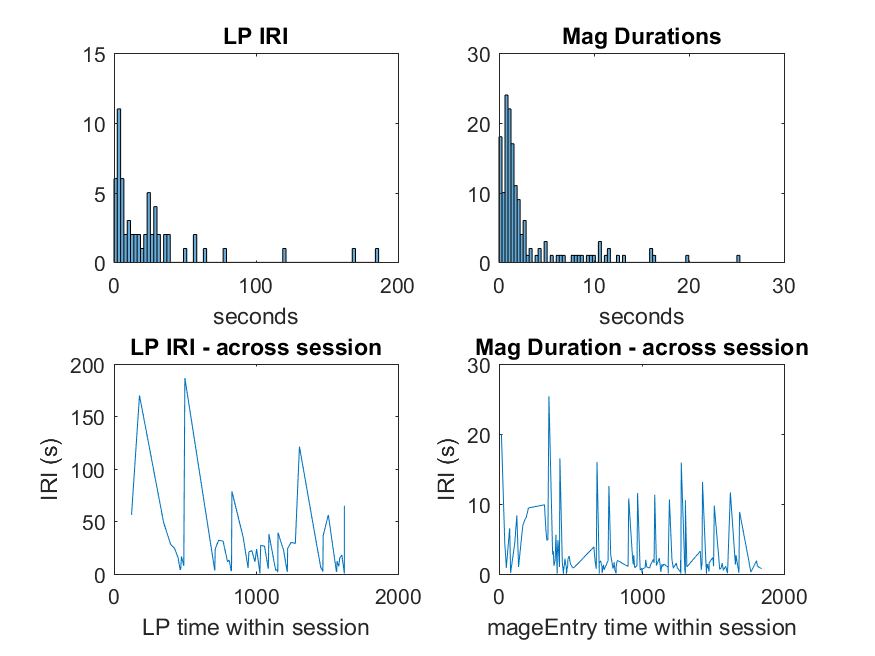 LP IRI
15
10
5
0
0 100 200
seconds
Mag Durations
30
20
10
0
0 10 20 30
seconds
LP IRI - across session
200
150
100
50
0
IRI (s)
0 1000 2000
LP time within session
Mag Duration - across session
30
20
10
0
IRI (s)
0 1000 2000
mageEntry time within session